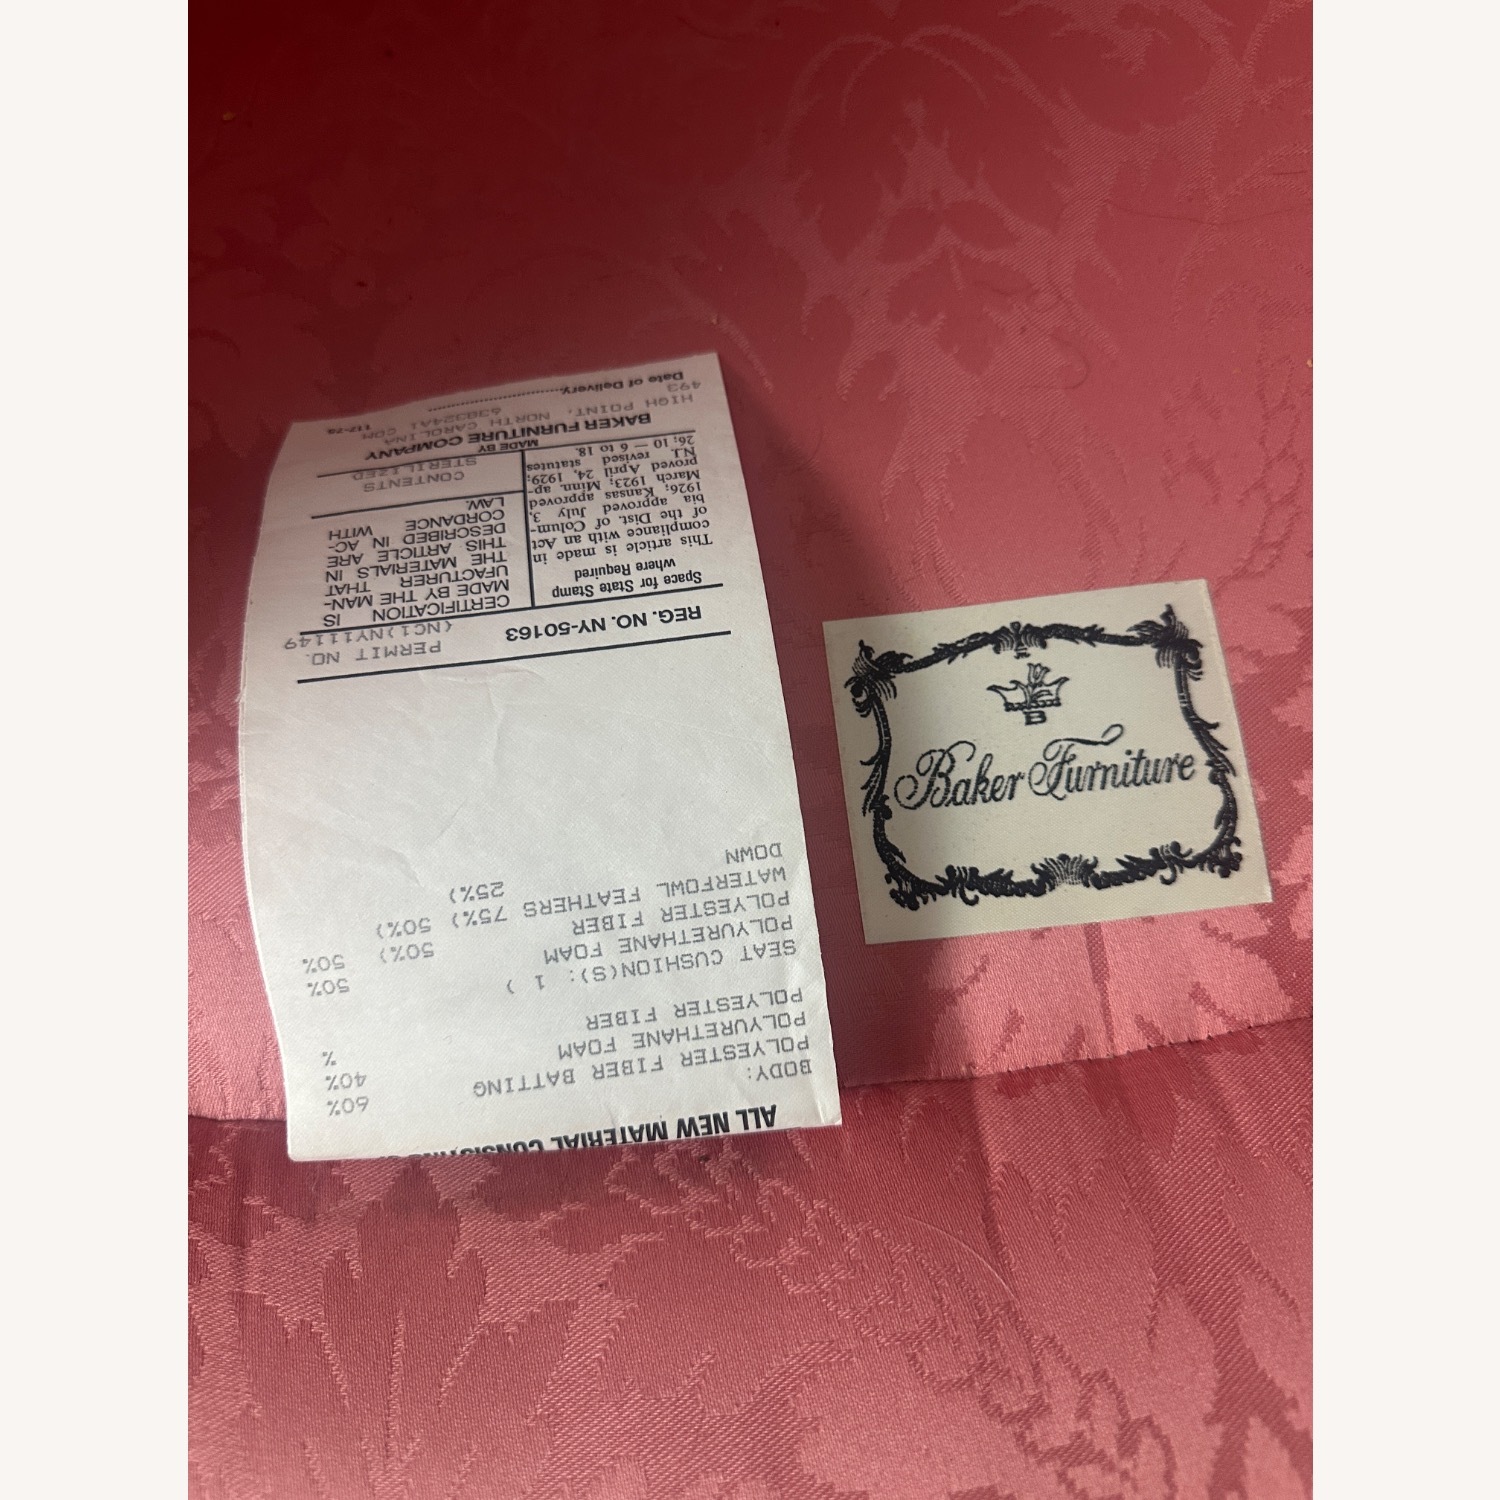 ALL NEW MATERIAL
BODY:
POLYESTER FIBER BATTING 60%
POLYURETHANE FOAM 40%
POLYESTER FIBER %
SEAT CUSHION(S): 1 )
POLYURETHANE FOAM 50%) 50%
POLYESTER FIBER 50%) 50%
WATERFOWL FEATHERS 75%)
DOWN 25%)
REG. NO. NY-50163
PERMIT NO.
(NC1)NY11149
Space for State Stamp
where Required
This article is made in
compliance with an Act
of the Dist. of Colum-
bia approved July 3,
1926; Kansas approved
March 1923; Minn. ap-
proved April 24, 1929;
N.J. revised statutes
26; 10 — 6 to 18.
CERTIFICATION IS
MADE BY THE MAN-
UFACTURER THAT
THE MATERIALS IN
THIS ARTICLE ARE
DESCRIBED IN AC-
CORDANCE WITH
LAW.
CONTENTS
STERILIZED
MADE BY
BAKER FURNITURE COMPANY
HIGH POINT, NORTH CAROLINA
493
Date of Delivery
B
Baker Furniture